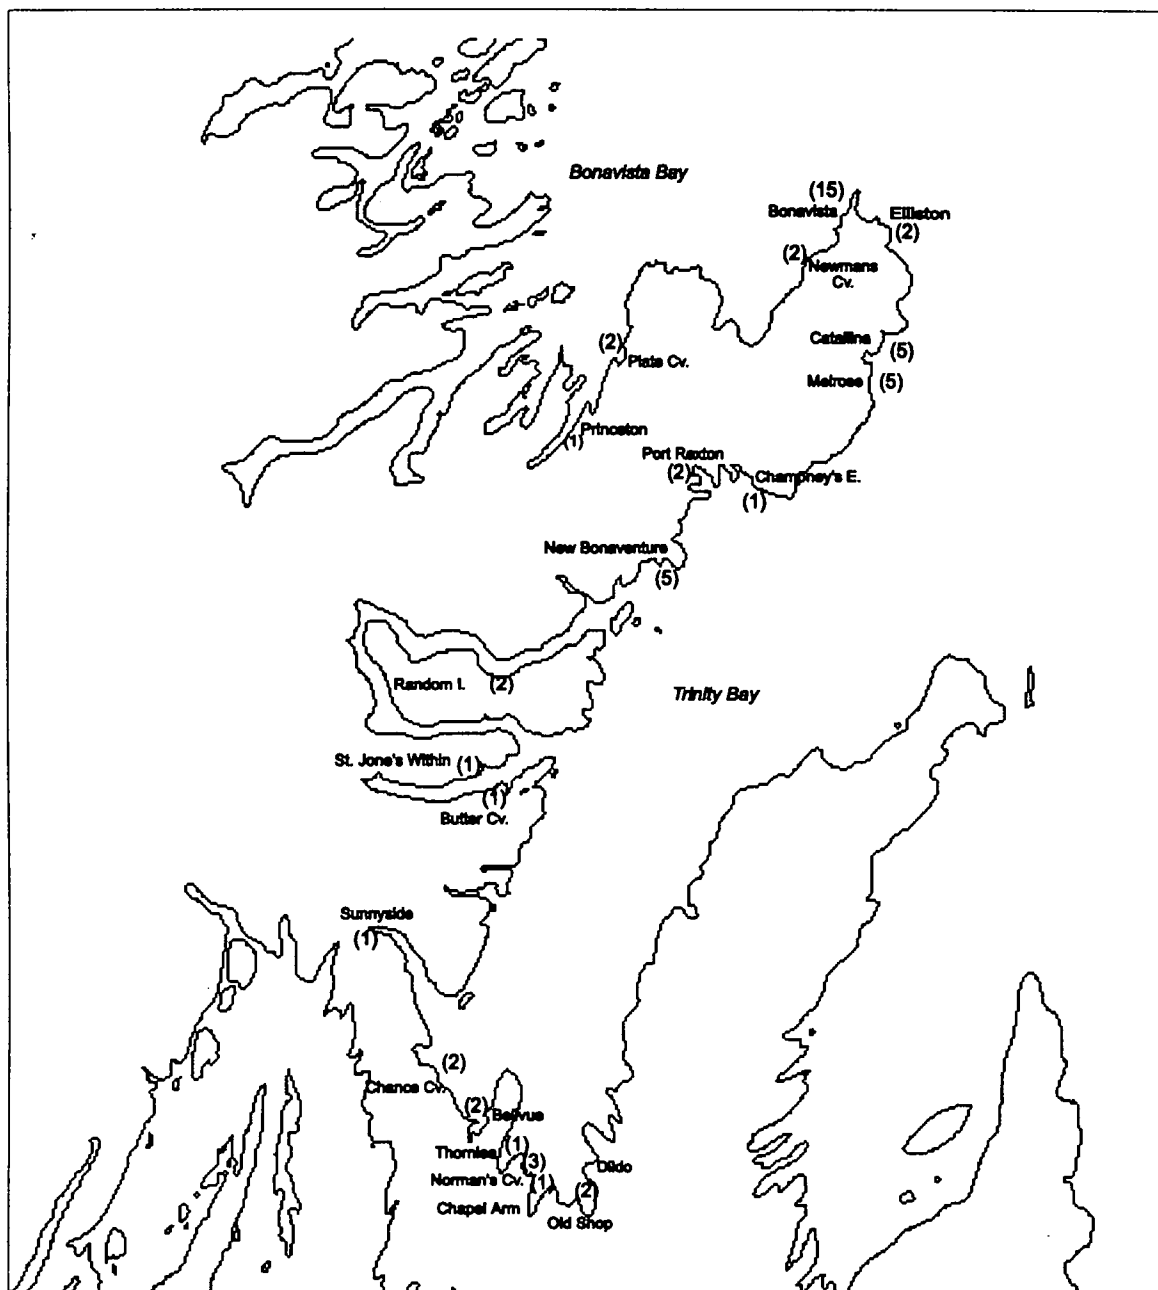 Bonavista Bay
(15)
Bonavista
Elliston
(2)
(2)
Newmans
Cv.
Catalina
(5)
(2)
Plate Cv.
Melrose
(5)
Princeton
(1)
Port Rexton
(2)
Champney's E.
(1)
New Bonaventure
(5)
Random I.
(2)
Trinity Bay
St. Jone's Within
(1)
(1)
Butter Cv.
Sunnyside
(1)
(2)
Chance Cv.
(2)
Bellvue
Thornlea
(1)
(3)
Dildo
Norman's Cv.
(1)
(2)
Chapel Arm
Old Shop